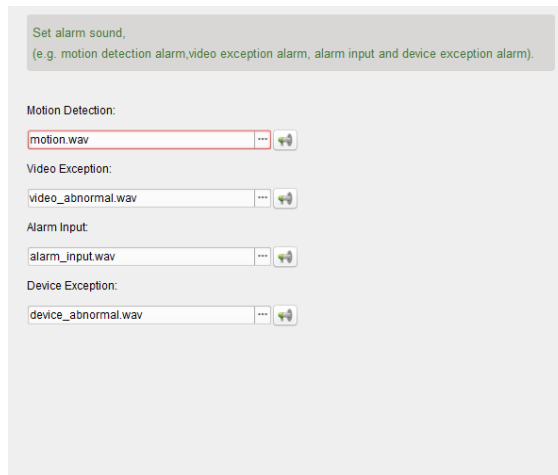 Set alarm sound,
(e.g. motion detection alarm,video exception alarm, alarm input and device exception alarm).
Motion Detection:
motion.wav
Video Exception:
video_abnormal.wav
Alarm Input:
alarm_input.wav
Device Exception:
device_abnormal.wav